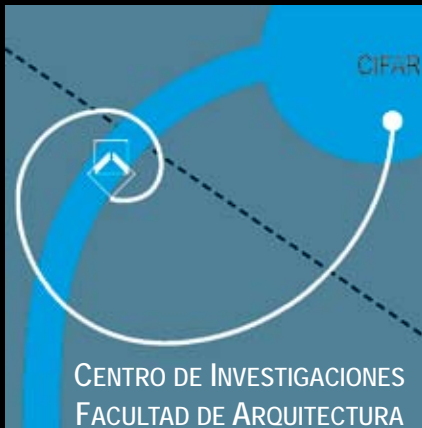 CIFAR
CENTRO DE INVESTIGACIONES
FACULTAD DE ARQUITECTURA